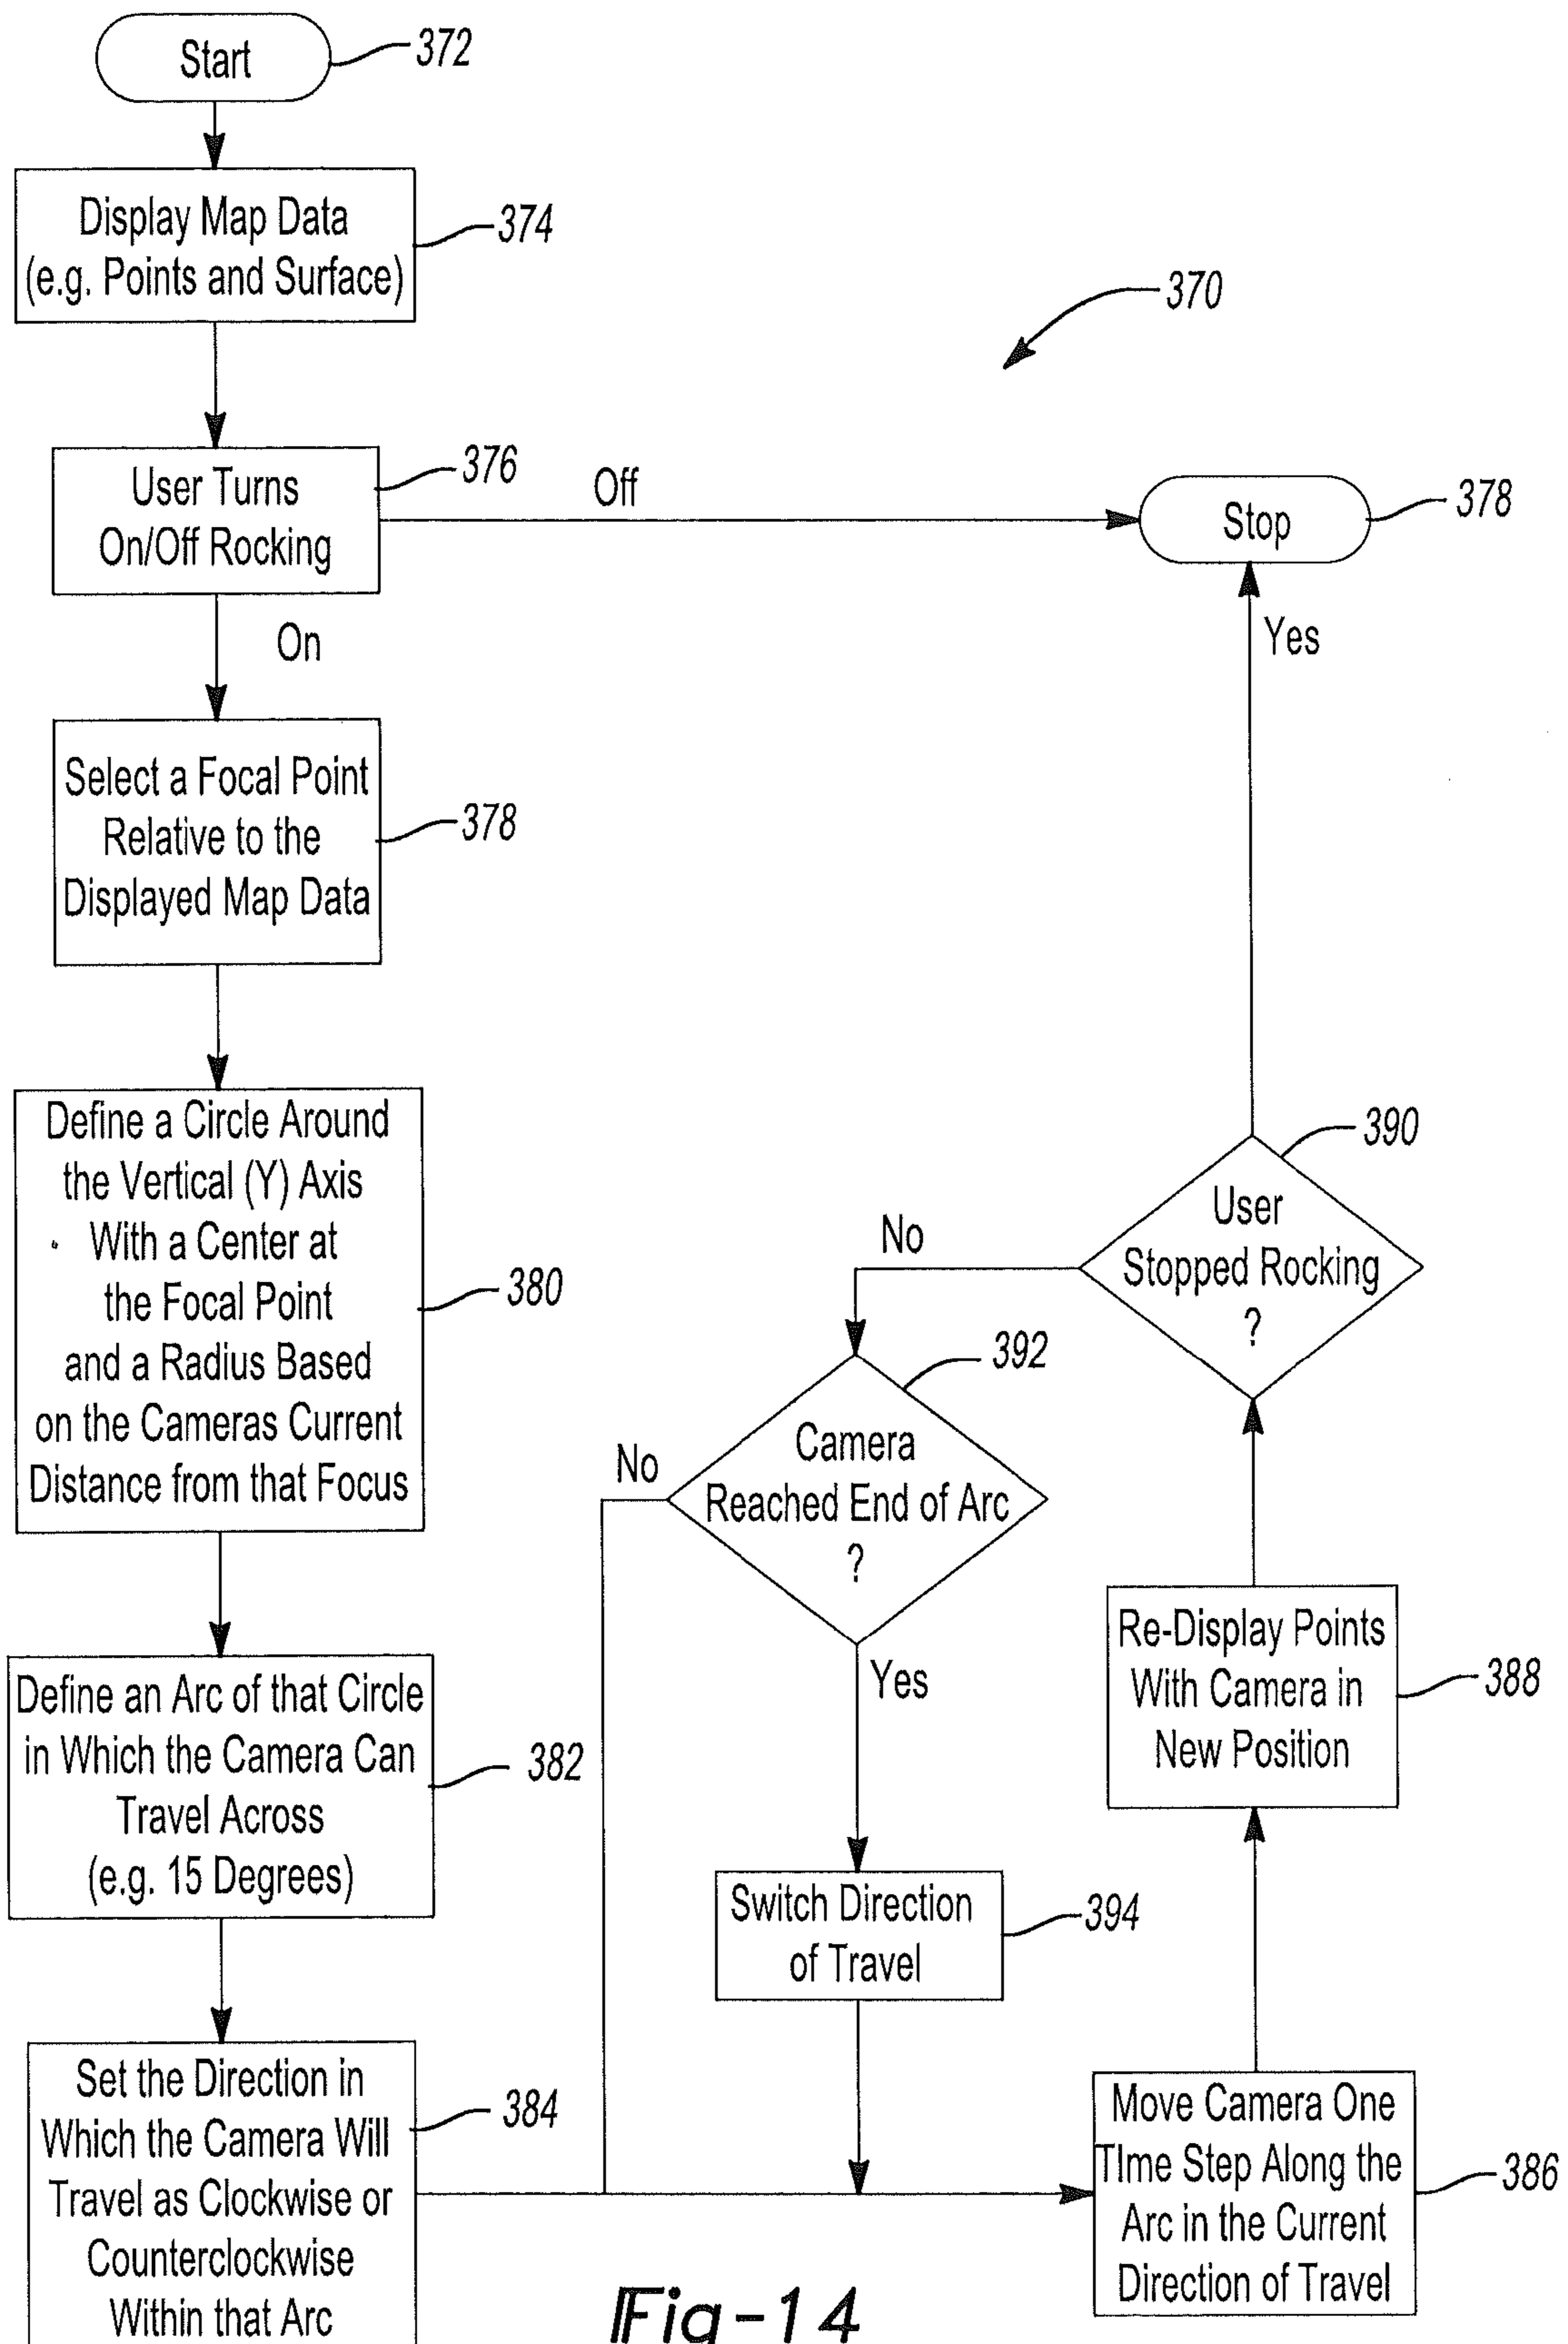 Start
372
Display Map Data
(e.g. Points and Surface)
374
370
User Turns
On/Off Rocking
376
Off
Stop
378
On
Yes
Select a Focal Point
Relative to the
Displayed Map Data
378
Define a Circle Around
the Vertical (Y) Axis
With a Center at
the Focal Point
and a Radius Based
on the Cameras Current
Distance from that Focus
380
390
User
Stopped Rocking
?
No
392
Camera
Reached End of Arc
?
No
Yes
Define an Arc of that Circle
in Which the Camera Can
Travel Across
(e.g. 15 Degrees)
382
Re-Display Points
With Camera in
New Position
388
Switch Direction
of Travel
394
Set the Direction in
Which the Camera Will
Travel as Clockwise or
Counterclockwise
Within that Arc
384
Move Camera One
TIme Step Along the
Arc in the Current
Direction of Travel
386
Fig-14